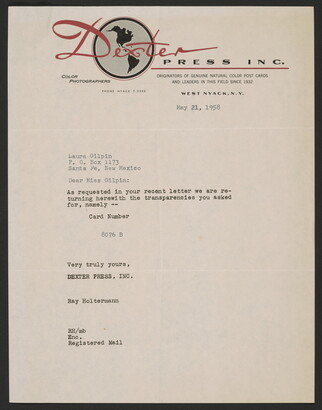 Dexter
PRESS INC.
COLOR
PHOTOGRAPHERS
ORIGINATORS OF GENUINE NATURAL COLOR POST CARDS
AND LEADERS IN THIS FIELD SINCE 1932
WEST NYACK, N.Y.
May 21, 1958
Laura Gilpin
P. O. Box 1173
Santa Fe, New Mexico
Dear Miss Gilpin:
As requested in your recent letter we are re-
turning herewith the transparencies you asked
for, namely --
Card Number
8074 B
Very truly yours,
DEXTER PRESS, INC.
Ray Holtermann
RH/mb
Enc.
Registered Mail